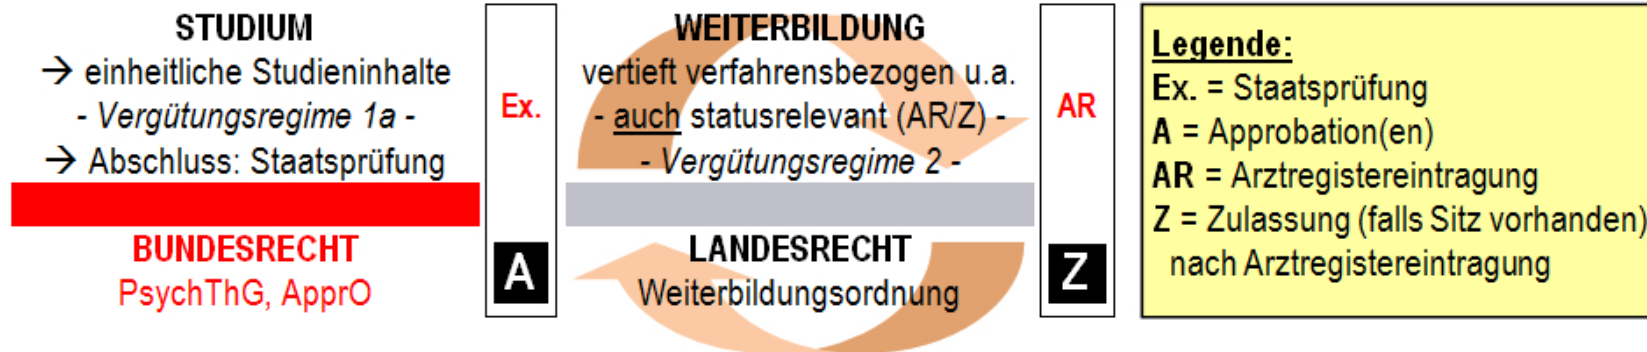 STUDIUM
→ einheitliche Studieninhalte
- Vergütungsregime 1a -
→ Abschluss: Staatsprüfung
BUNDESRECHT
PsychThG, ApprO
Ex.
A
WEITERBILDUNG
vertieft verfahrensbezogen u.a.
- auch statusrelevant (AR/Z) -
- Vergütungsregime 2 -
LANDESRECHT
Weiterbildungsordnung
AR
Z
Legende:
Ex. = Staatsprüfung
A = Approbation(en)
AR = Arztregistereintragung
Z = Zulassung (falls Sitz vorhanden)
nach Arztregistereintragung